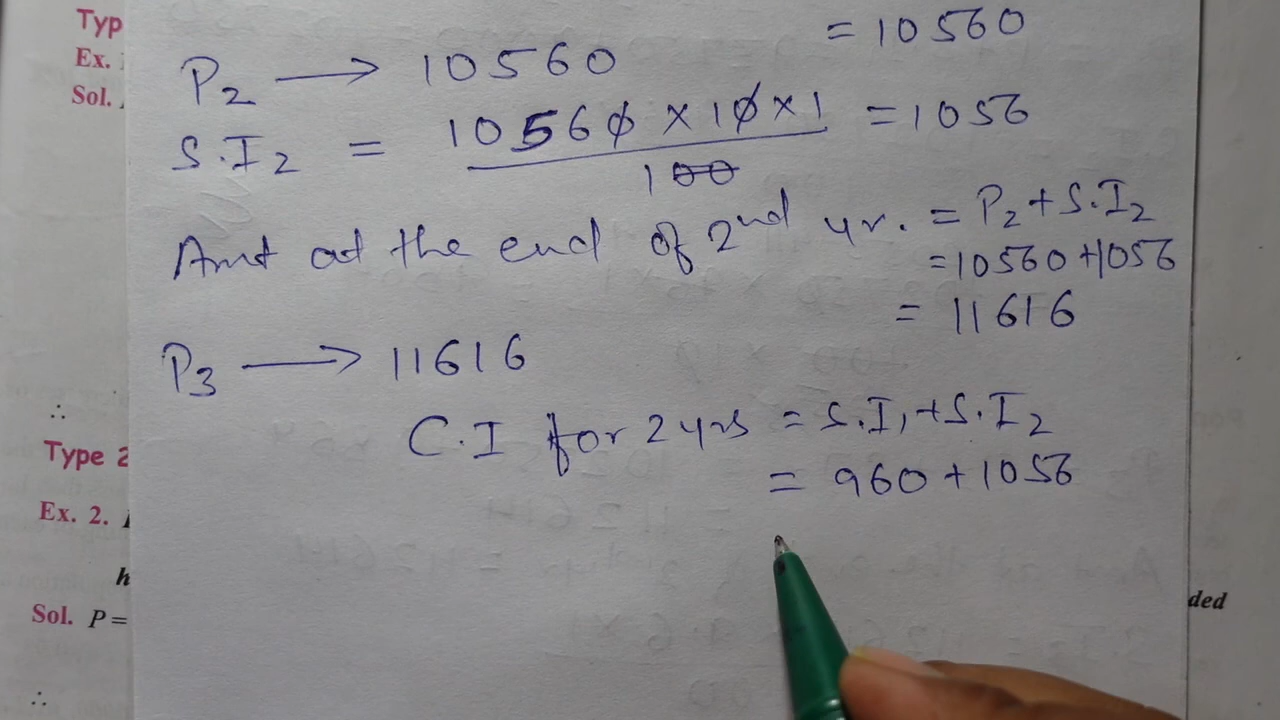 Typ
Ex.
Sol.
= 10560
P2 → 10560
S.I2 = 10560 × 10 × 1 / 100 = 1056
Amt at the end of 2nd yr. = P2 + S.I2
= 10560 + 1056
= 11616
P3 → 11616
∴
C.I for 2 yrs = S.I1 + S.I2
= 960 + 1056
Type 2
Ex. 2.
h
ded
Sol. P =
∴